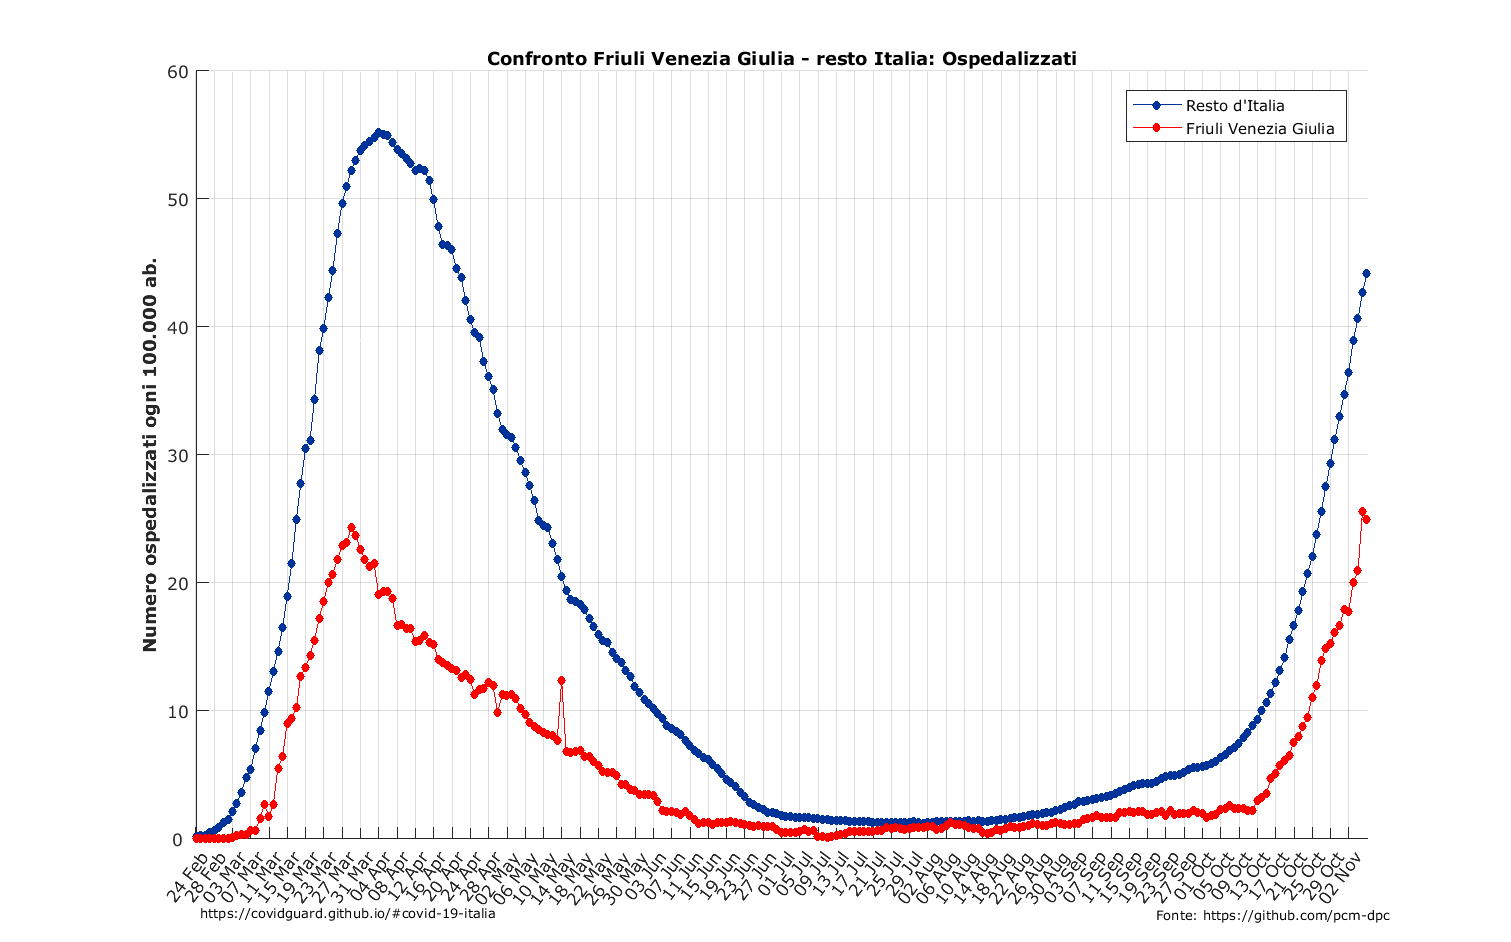 Confronto Friuli Venezia Giulia - resto Italia: Ospedalizzati
Resto d'Italia
Friuli Venezia Giulia
Numero ospedalizzati ogni 100.000 ab.
60
50
40
30
20
10
0
24 Feb
28 Feb
03 Mar
07 Mar
11 Mar
15 Mar
19 Mar
23 Mar
27 Mar
31 Mar
04 Apr
08 Apr
12 Apr
16 Apr
20 Apr
24 Apr
28 Apr
02 May
06 May
10 May
14 May
18 May
22 May
26 May
30 May
03 Jun
07 Jun
11 Jun
15 Jun
19 Jun
23 Jun
27 Jun
01 Jul
05 Jul
09 Jul
13 Jul
17 Jul
21 Jul
25 Jul
29 Jul
02 Aug
06 Aug
10 Aug
14 Aug
18 Aug
22 Aug
26 Aug
30 Aug
03 Sep
07 Sep
11 Sep
15 Sep
19 Sep
23 Sep
27 Sep
01 Oct
05 Oct
09 Oct
13 Oct
17 Oct
21 Oct
25 Oct
29 Oct
02 Nov
https://covidguard.github.io/#covid-19-italia
Fonte: https://github.com/pcm-dpc